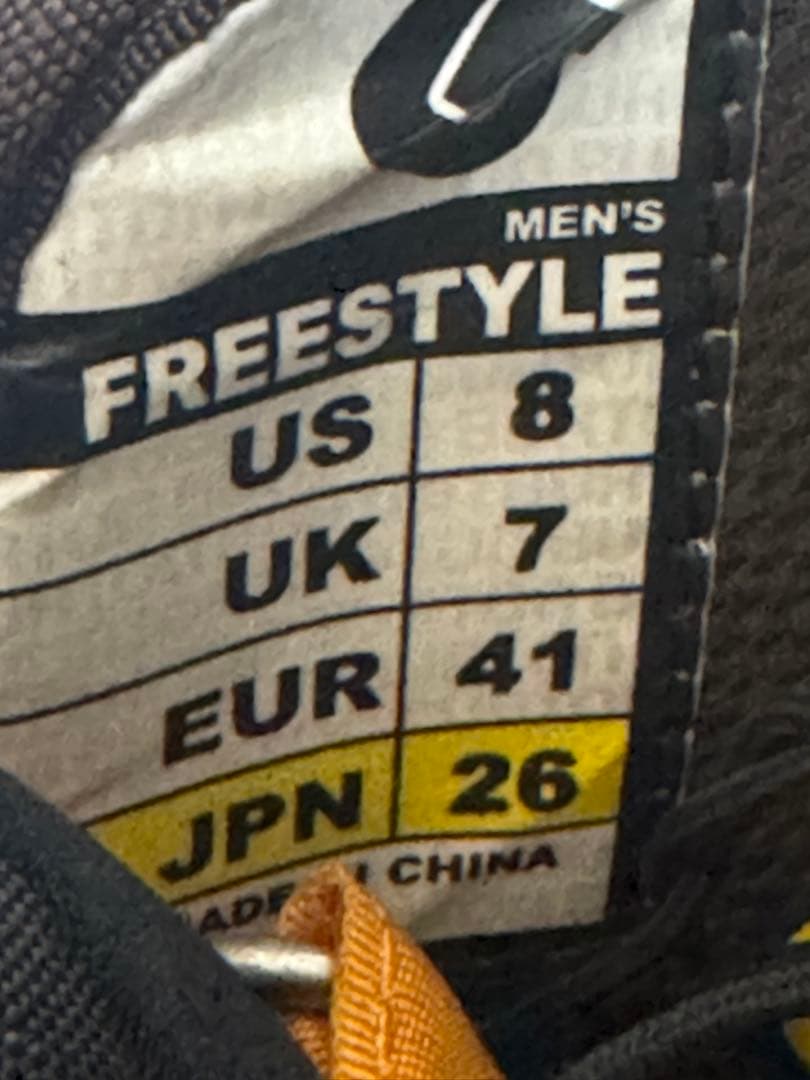 MEN'S
FREESTYLE
US 8
UK 7
EUR 41
JPN 26
CHINA